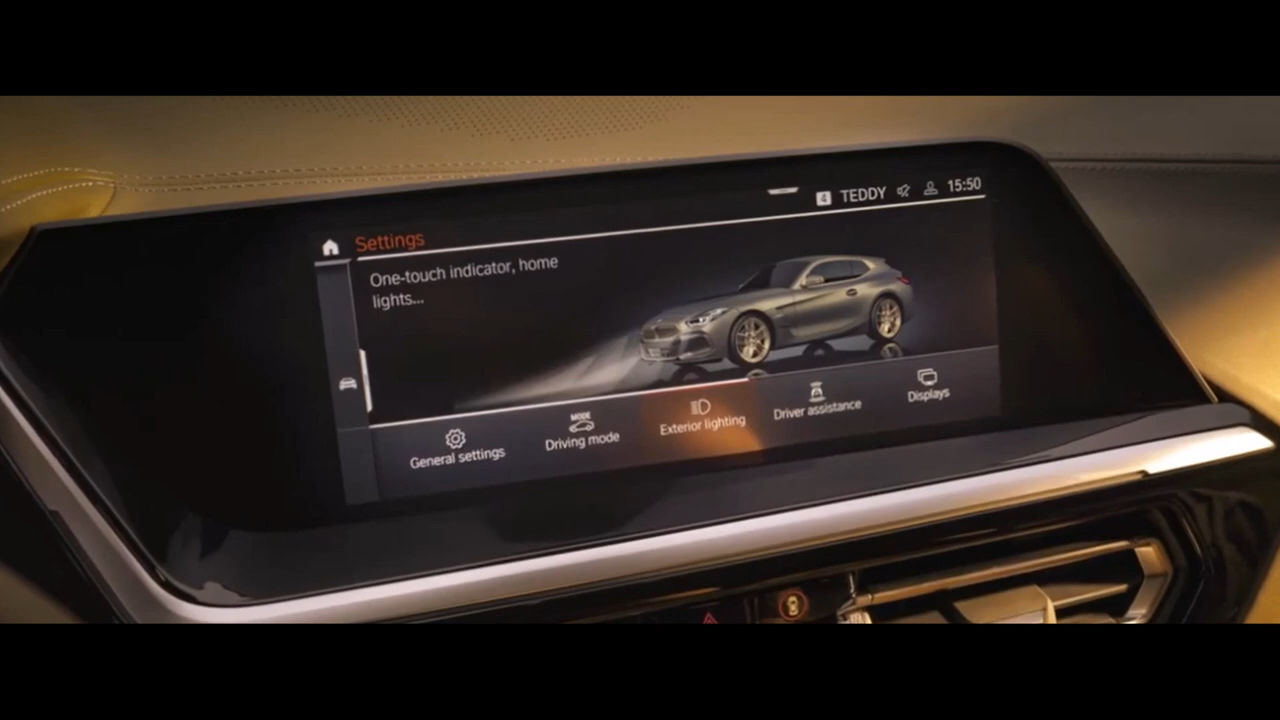 4 TEDDY 15:50
Settings
One-touch indicator, home
lights...
General settings
MODE
Driving mode
Exterior lighting
Driver assistance
Displays